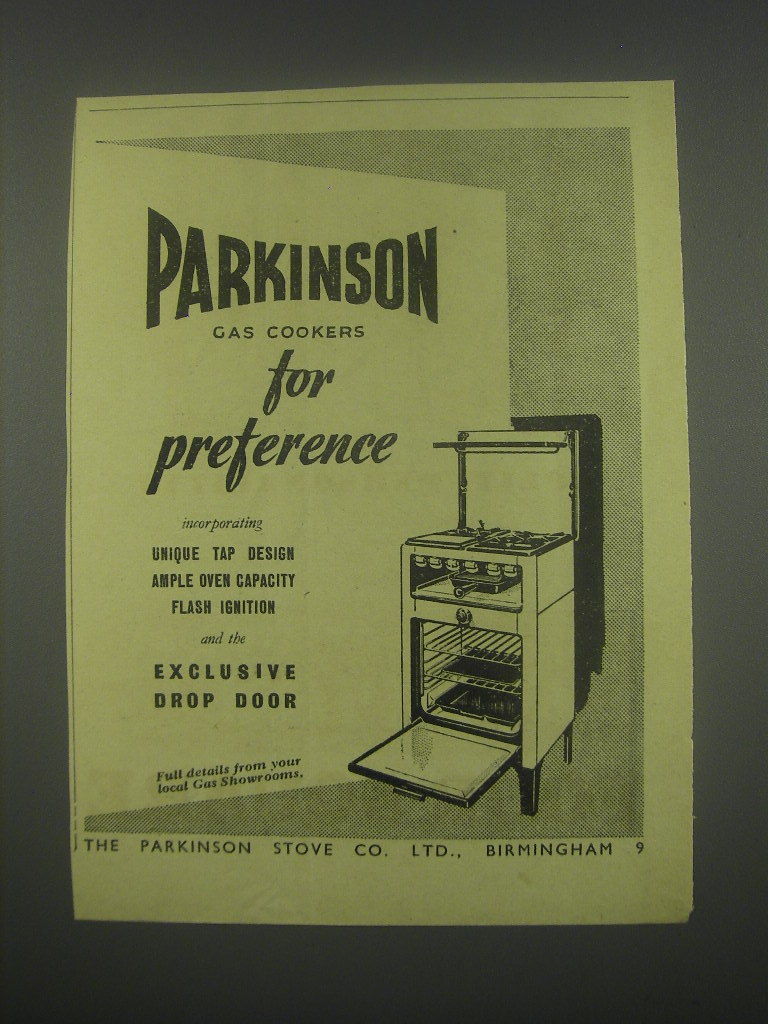 PARKINSON
GAS COOKERS
for
preference
incorporating
UNIQUE TAP DESIGN
AMPLE OVEN CAPACITY
FLASH IGNITION
and the
EXCLUSIVE
DROP DOOR
Full details from your
local Gas Showrooms.
THE PARKINSON STOVE CO. LTD., BIRMINGHAM 9